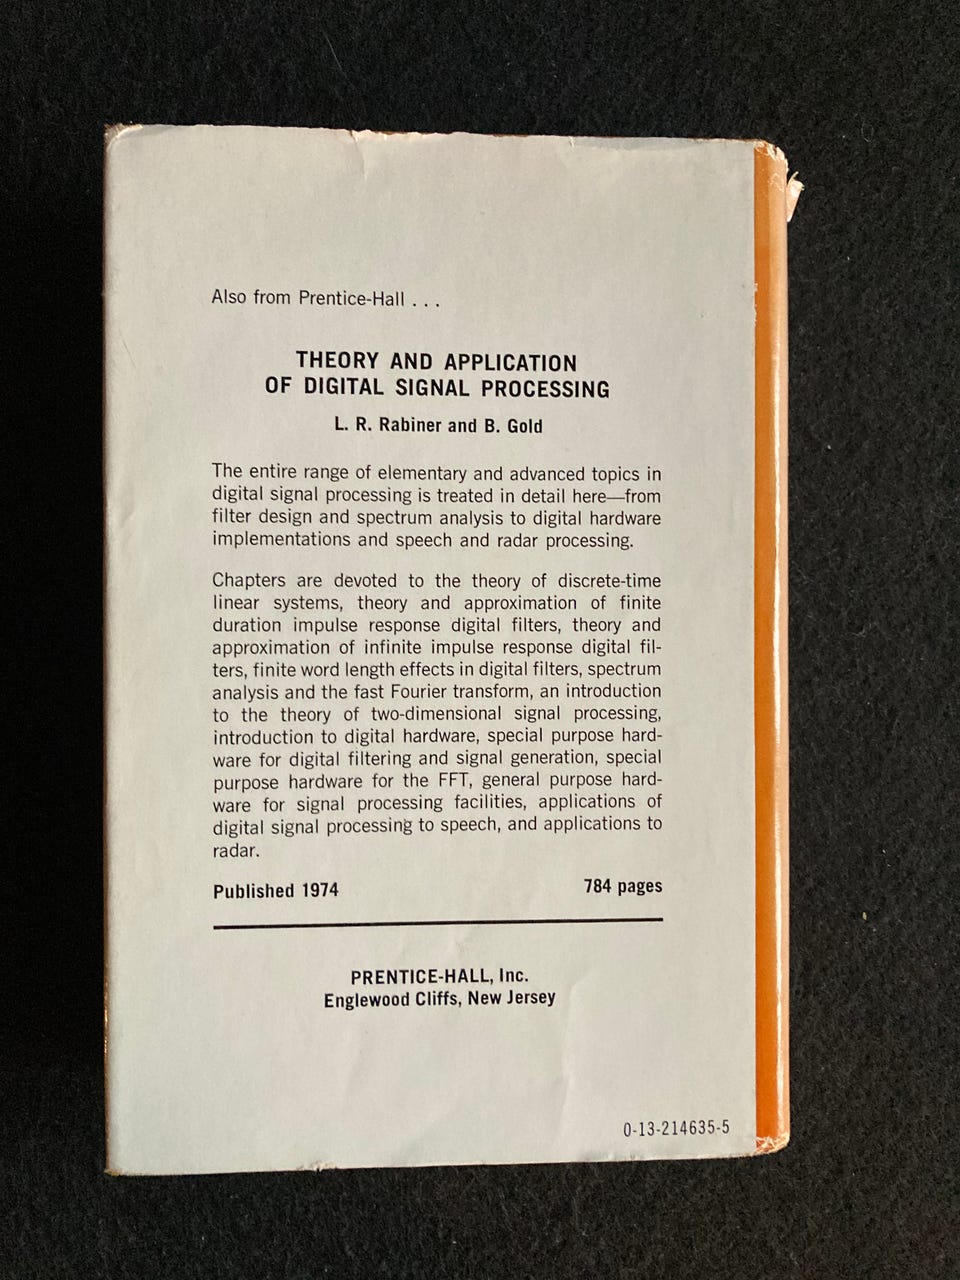 Also from Prentice-Hall . . .
THEORY AND APPLICATION
OF DIGITAL SIGNAL PROCESSING
L. R. Rabiner and B. Gold
The entire range of elementary and advanced topics in
digital signal processing is treated in detail here—from
filter design and spectrum analysis to digital hardware
implementations and speech and radar processing.
Chapters are devoted to the theory of discrete-time
linear systems, theory and approximation of finite
duration impulse response digital filters, theory and
approximation of infinite impulse response digital fil-
ters, finite word length effects in digital filters, spectrum
analysis and the fast Fourier transform, an introduction
to the theory of two-dimensional signal processing,
introduction to digital hardware, special purpose hard-
ware for digital filtering and signal generation, special
purpose hardware for the FFT, general purpose hard-
ware for signal processing facilities, applications of
digital signal processing to speech, and applications to
radar.
Published 1974 784 pages
PRENTICE-HALL, Inc.
Englewood Cliffs, New Jersey
0-13-214635-5